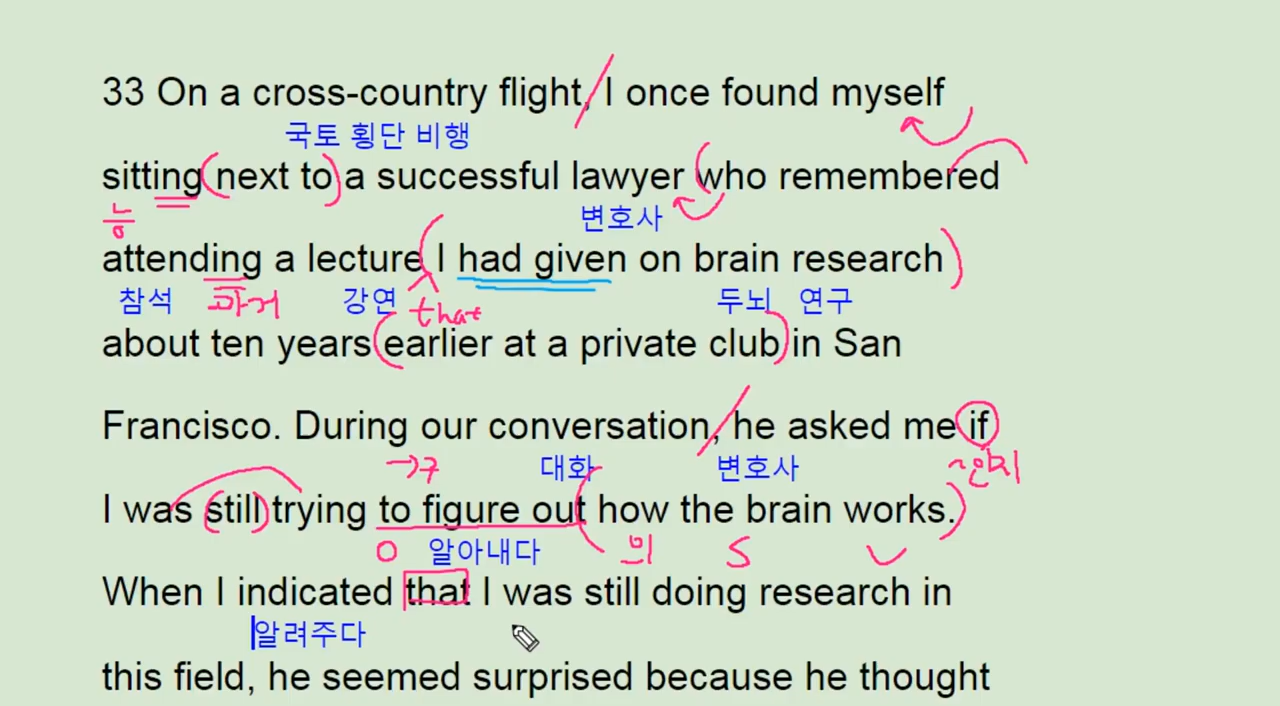 33 On a cross-country flight, I once found myself
국토 횡단 비행
sitting next to a successful lawyer who remembered
능 변호사
attending a lecture I had given on brain research
참석 과거 강연 that 두뇌 연구
about ten years earlier at a private club in San
Francisco. During our conversation, he asked me if
→구 대화 변호사 ~인지
I was still trying to figure out how the brain works.
O 알아내다 의 S V
When I indicated that I was still doing research in
알려주다
this field, he seemed surprised because he thought